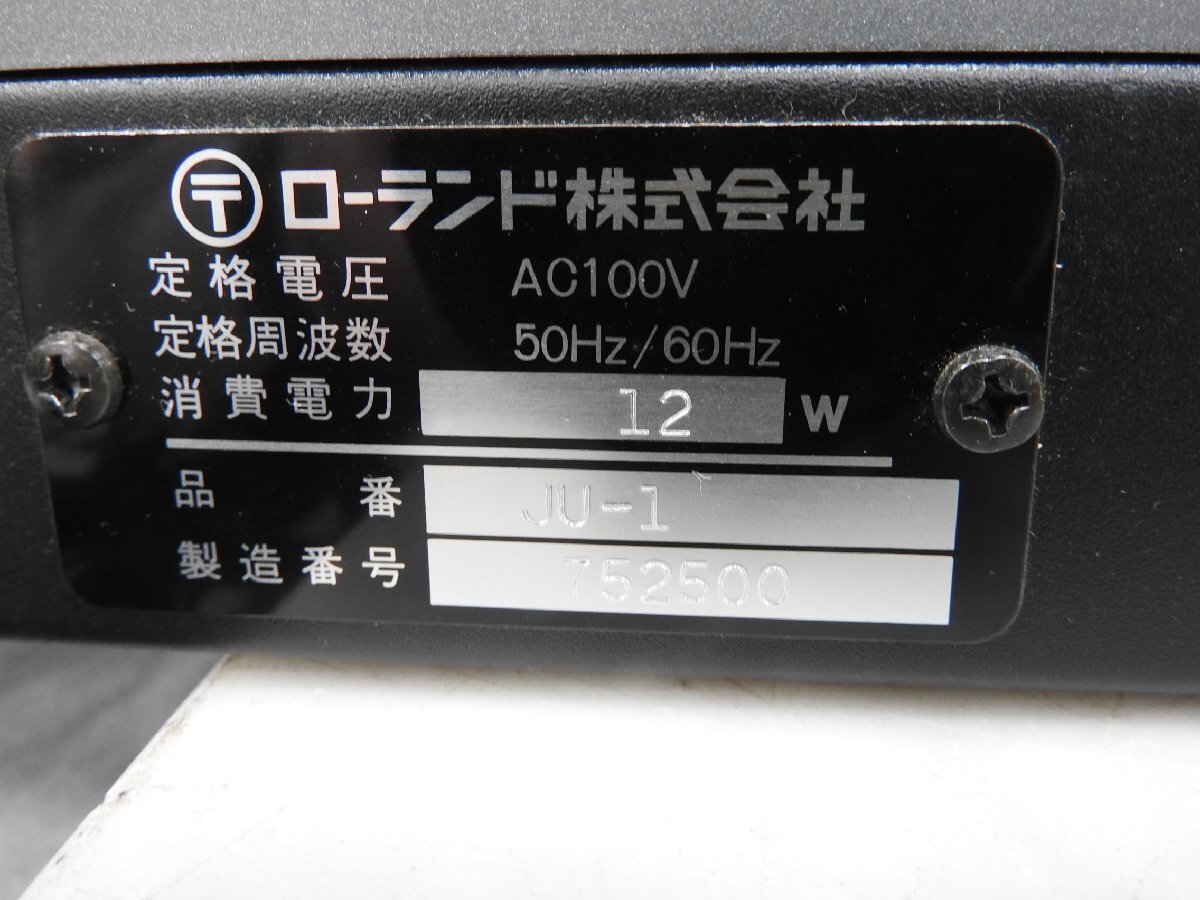 〒 ローランド株式会社
定格電圧 AC100V
定格周波数 50Hz/60Hz
消費電力 12 W
品番 JU-1
製造番号 752500